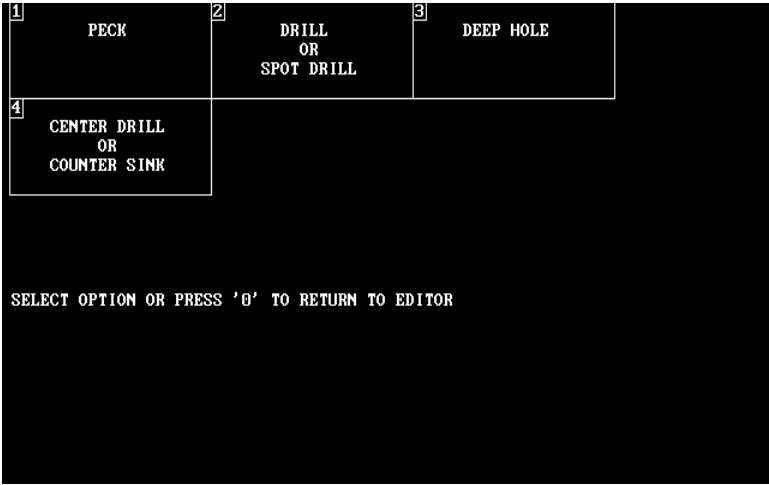 1
PECK
2
DRILL
OR
SPOT DRILL
3
DEEP HOLE
4
CENTER DRILL
OR
COUNTER SINK
SELECT OPTION OR PRESS '0' TO RETURN TO EDITOR